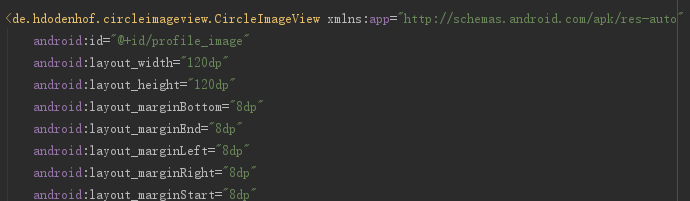 <de.hdodenhof.circleimageview.CircleImageView xmlns:app="http://schemas.android.com/apk/res-auto"
android:id="@+id/profile_image"
android:layout_width="120dp"
android:layout_height="120dp"
android:layout_marginBottom="8dp"
android:layout_marginEnd="8dp"
android:layout_marginLeft="8dp"
android:layout_marginRight="8dp"
android:layout_marginStart="8dp"